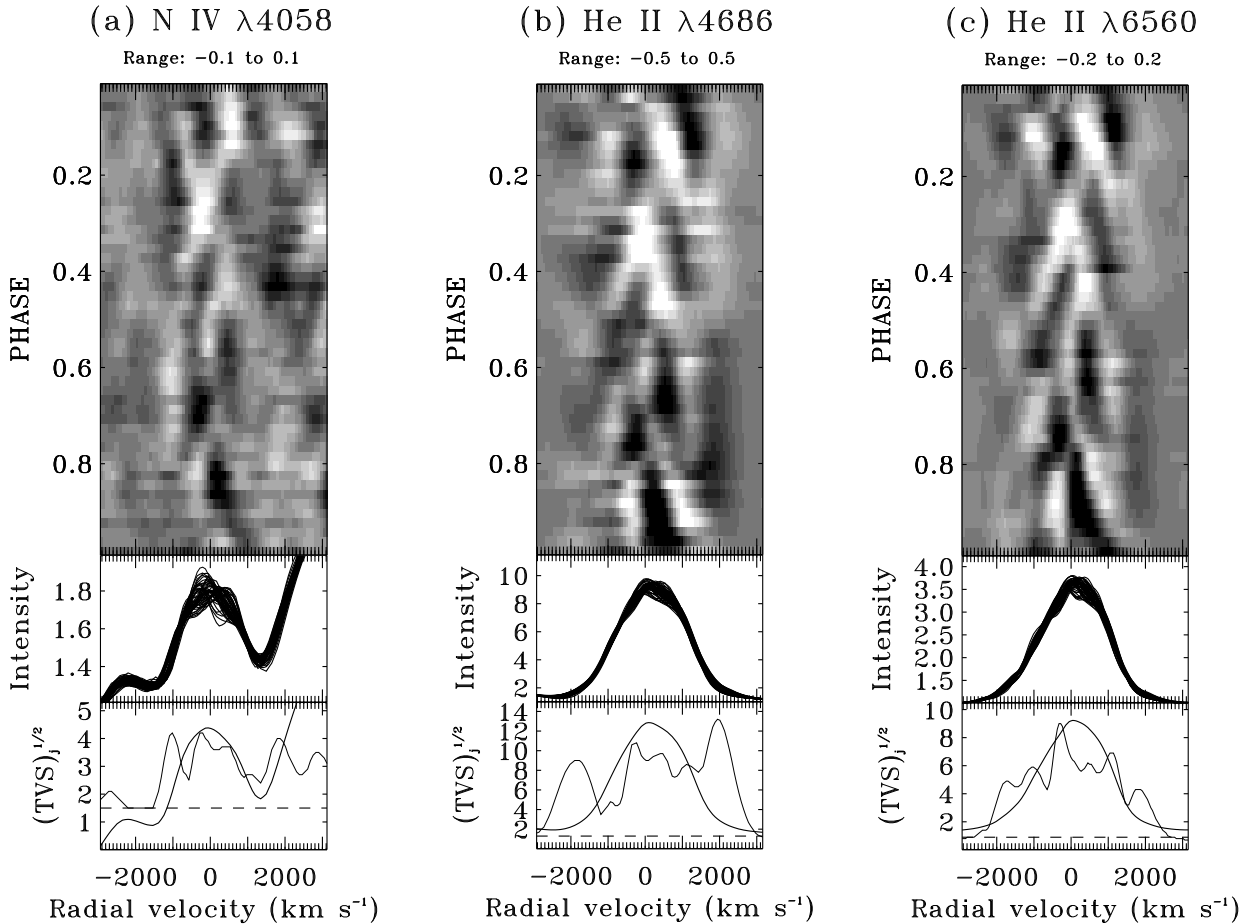 (a) N IV λ4058
Range: −0.1 to 0.1
PHASE
0.2
0.4
0.6
0.8
Intensity
1.8
1.6
1.4
(TVS)j^1/2
5
4
3
2
1
−2000 0 2000
Radial velocity (km s⁻¹)
(b) He II λ4686
Range: −0.5 to 0.5
PHASE
0.2
0.4
0.6
0.8
Intensity
10
8
6
4
2
(TVS)j^1/2
14
12
10
8
6
4
2
−2000 0 2000
Radial velocity (km s⁻¹)
(c) He II λ6560
Range: −0.2 to 0.2
PHASE
0.2
0.4
0.6
0.8
Intensity
4.0
3.5
3.0
2.5
2.0
1.5
(TVS)j^1/2
10
8
6
4
2
−2000 0 2000
Radial velocity (km s⁻¹)